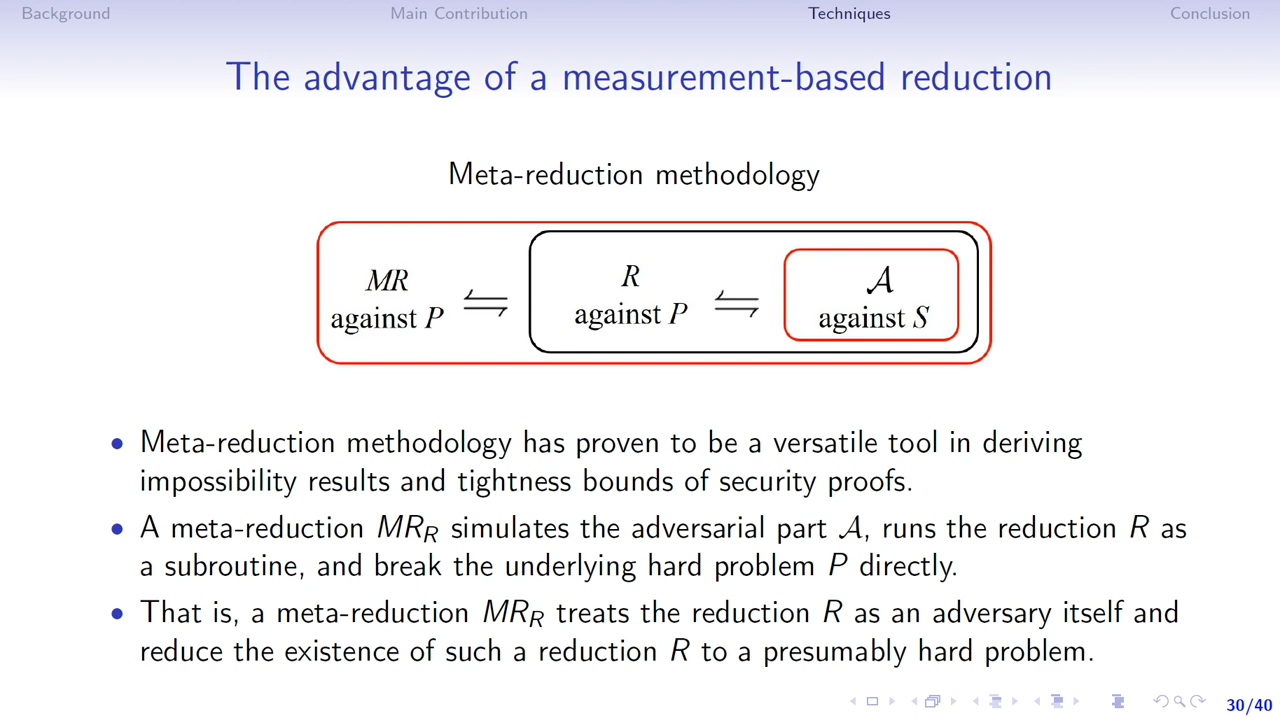 Background Main Contribution Techniques Conclusion
The advantage of a measurement-based reduction
Meta-reduction methodology
MR against P ⇋ R against P ⇋ 𝒜 against S
• Meta-reduction methodology has proven to be a versatile tool in deriving
impossibility results and tightness bounds of security proofs.
• A meta-reduction MR_R simulates the adversarial part 𝒜, runs the reduction R as
a subroutine, and break the underlying hard problem P directly.
• That is, a meta-reduction MR_R treats the reduction R as an adversary itself and
reduce the existence of such a reduction R to a presumably hard problem.
30/40